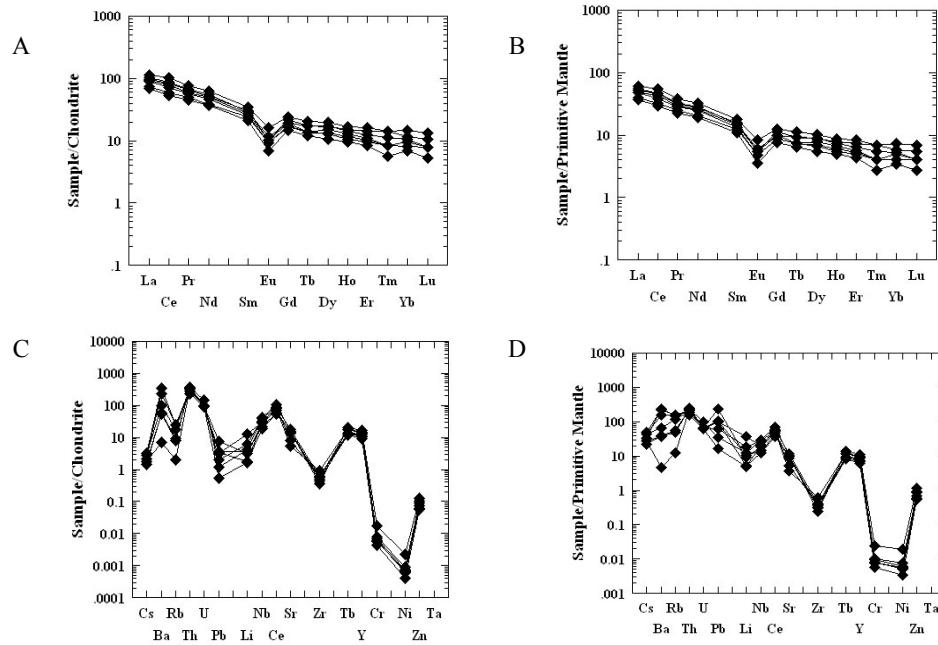 A
Sample/Chondrite
1000
100
10
1
.1
La Pr Eu Tb Ho Tm Lu
Ce Nd Sm Gd Dy Er Yb
B
Sample/Primitive Mantle
1000
100
10
1
.1
La Pr Eu Tb Ho Tm Lu
Ce Nd Sm Gd Dy Er Yb
C
Sample/Chondrite
10000
1000
100
10
1
0.1
0.01
0.001
.0001
Cs Rb U Nb Sr Tb Cr Ni Ta
Ba Th Pb Li Ce Zr Y Zn
D
Sample/Primitive Mantle
10000
1000
100
10
1
0.1
0.01
.001
Cs Rb U Nb Sr Tb Cr Ni Ta
Ba Th Pb Li Ce Zr Y Zn